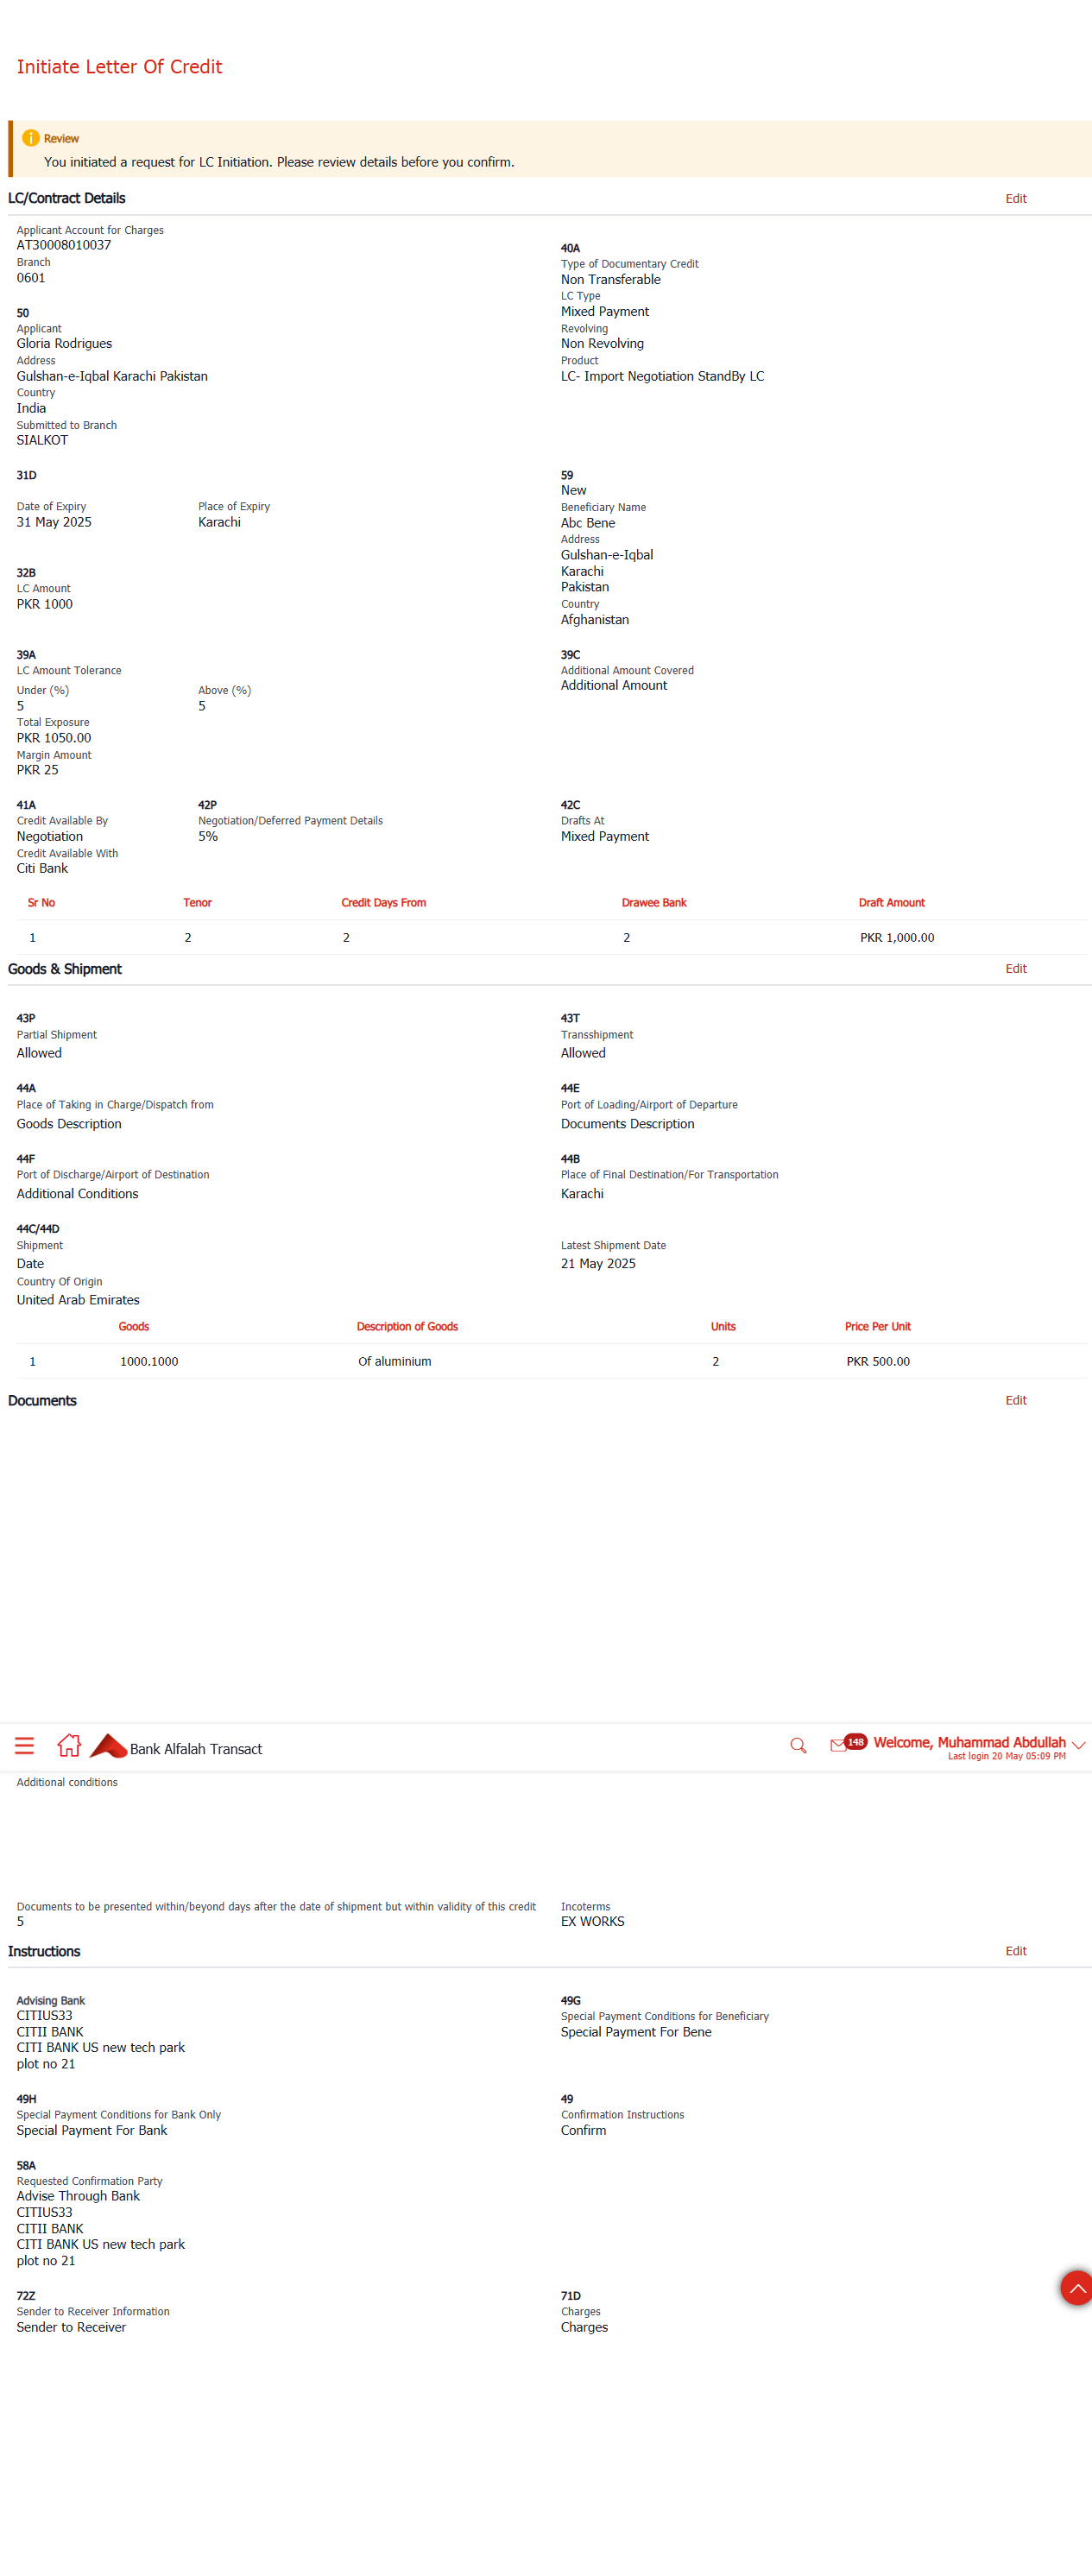 Initiate Letter Of Credit
Review
You initiated a request for LC Initiation. Please review details before you confirm.
LC/Contract Details
Edit
Applicant Account for Charges
AT30008010037
Branch
0601
50
Applicant
Gloria Rodrigues
Address
Gulshan-e-Iqbal Karachi Pakistan
Country
India
Submitted to Branch
SIALKOT
40A
Type of Documentary Credit
Non Transferable
LC Type
Mixed Payment
Revolving
Non Revolving
Product
LC- Import Negotiation StandBy LC
31D
Date of Expiry Place of Expiry
31 May 2025 Karachi
32B
LC Amount
PKR 1000
59
New
Beneficiary Name
Abc Bene
Address
Gulshan-e-Iqbal
Karachi
Pakistan
Country
Afghanistan
39A
LC Amount Tolerance
Under (%) Above (%)
5 5
Total Exposure
PKR 1050.00
Margin Amount
PKR 25
39C
Additional Amount Covered
Additional Amount
41A 42P 42C
Credit Available By Negotiation/Deferred Payment Details Drafts At
Negotiation 5% Mixed Payment
Credit Available With
Citi Bank
Sr No Tenor Credit Days From Drawee Bank Draft Amount
1 2 2 2 PKR 1,000.00
Goods & Shipment
Edit
43P 43T
Partial Shipment Transshipment
Allowed Allowed
44A 44E
Place of Taking in Charge/Dispatch from Port of Loading/Airport of Departure
Goods Description Documents Description
44F 44B
Port of Discharge/Airport of Destination Place of Final Destination/For Transportation
Additional Conditions Karachi
44C/44D
Shipment Latest Shipment Date
Date 21 May 2025
Country Of Origin
United Arab Emirates
Goods Description of Goods Units Price Per Unit
1 1000.1000 Of aluminium 2 PKR 500.00
Documents
Edit
Bank Alfalah Transact
148
Welcome, Muhammad Abdullah
Last login 20 May 05:09 PM
Additional conditions
Documents to be presented within/beyond days after the date of shipment but within validity of this credit Incoterms
5 EX WORKS
Instructions
Edit
Advising Bank
CITIUS33
CITII BANK
CITI BANK US new tech park
plot no 21
49G
Special Payment Conditions for Beneficiary
Special Payment For Bene
49H 49
Special Payment Conditions for Bank Only Confirmation Instructions
Special Payment For Bank Confirm
58A
Requested Confirmation Party
Advise Through Bank
CITIUS33
CITII BANK
CITI BANK US new tech park
plot no 21
72Z 71D
Sender to Receiver Information Charges
Sender to Receiver Charges